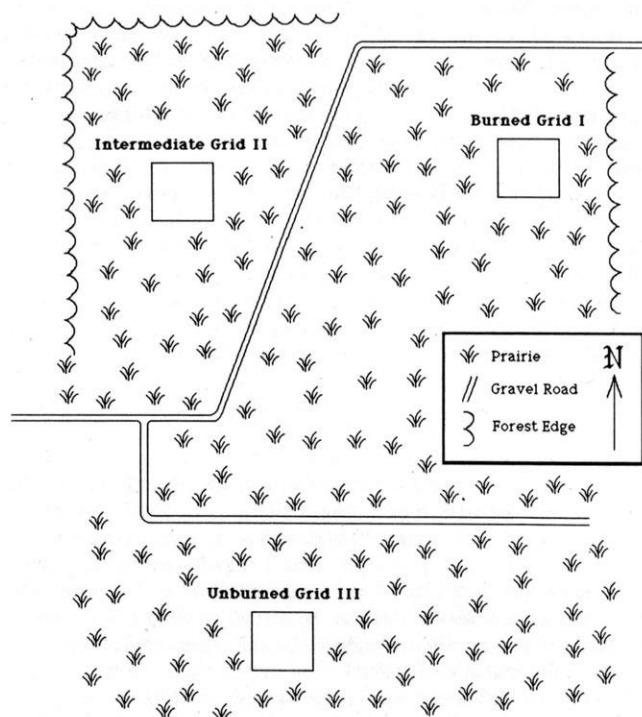 Burned Grid I
Intermediate Grid II
N
Prairie
Gravel Road
Forest Edge
Unburned Grid III